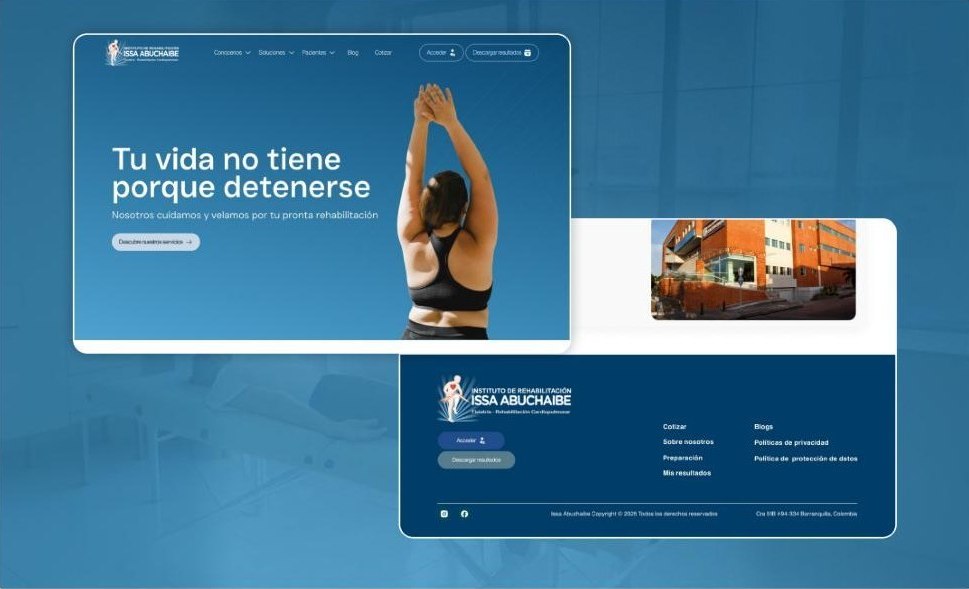 INSTITUTO DE REHABILITACIÓN
ISSA ABUCHAIBE
Conócenos
Soluciones
Pacientes
Blog
Cotizar
Acceder
Descargar resultados
Tu vida no tiene
porque detenerse
Nosotros cuidamos y velamos por tu pronta rehabilitación
Descubre nuestros servicios →
INSTITUTO DE REHABILITACIÓN
ISSA ABUCHAIBE
Fisiatría - Rehabilitación Cardiopulmonar
Acceder
Descargar resultados
Cotizar
Sobre nosotros
Preparación
Mis resultados
Blogs
Políticas de privacidad
Política de protección de datos
Issa Abuchaibe Copyright © 2026 Todos los derechos reservados
Barranquilla, Colombia